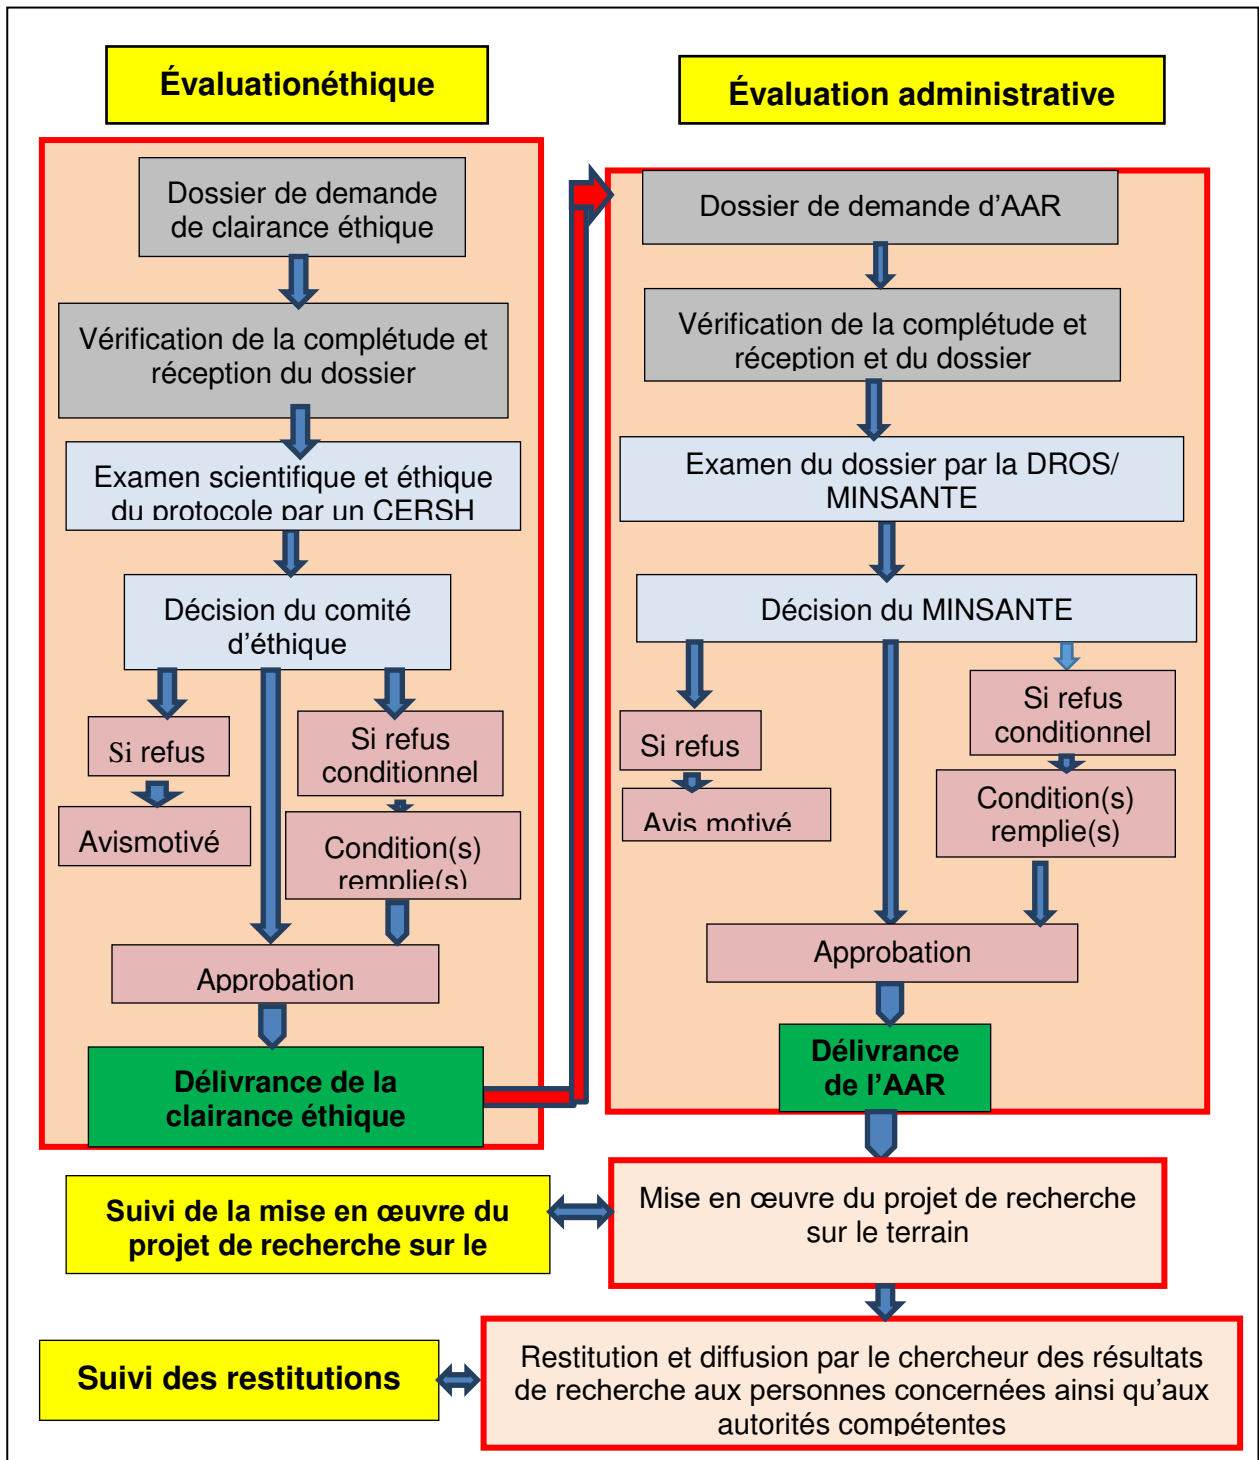 Évaluationéthique
Dossier de demande
de clairance éthique
Vérification de la complétude et
réception du dossier
Examen scientifique et éthique
du protocole par un CERSH
Décision du comité
d'éthique
Si refus
Avismotivé
Si refus
conditionnel
Condition(s)
remplie(s)
Approbation
Délivrance de la
clairance éthique
Évaluation administrative
Dossier de demande d'AAR
Vérification de la complétude et
réception et du dossier
Examen du dossier par la DROS/
MINSANTE
Décision du MINSANTE
Si refus
Avis motivé
Si refus
conditionnel
Condition(s)
remplie(s)
Approbation
Délivrance
de l'AAR
Suivi de la mise en œuvre du
projet de recherche sur le
Mise en œuvre du projet de recherche
sur le terrain
Suivi des restitutions
Restitution et diffusion par le chercheur des résultats
de recherche aux personnes concernées ainsi qu'aux
autorités compétentes